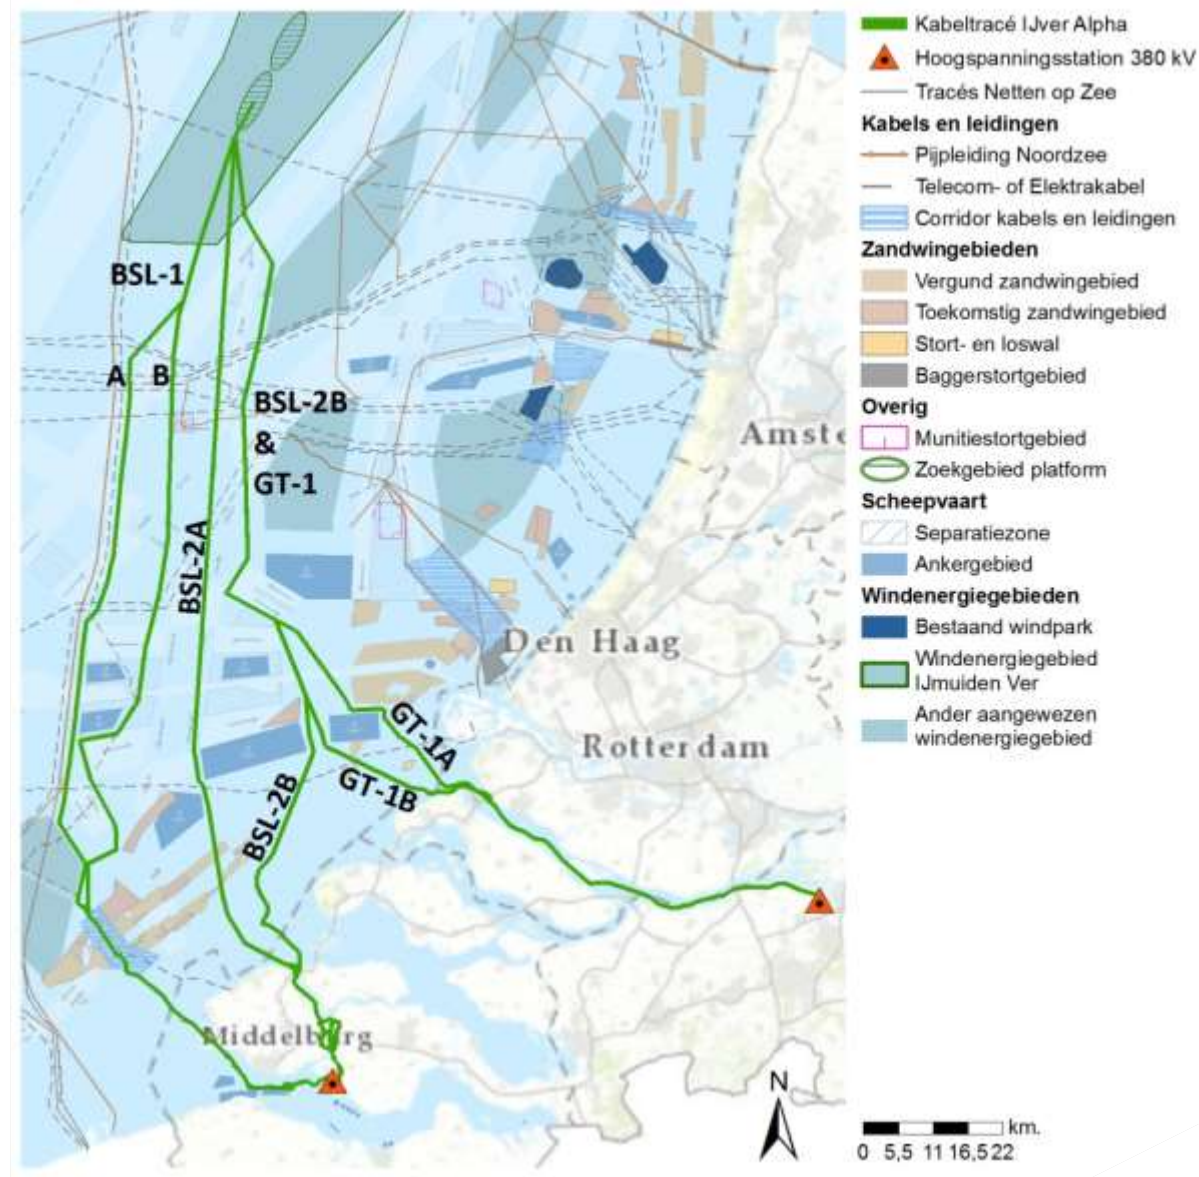 BSL-1
A
B
BSL-2B
&
GT-1
BSL-2A
GT-1A
GT-1B
BSL-2B
Amste
Den Haag
Rotterdam
Middelburg
N
Kabeltracé IJver Alpha
Hoogspanningsstation 380 kV
Tracés Netten op Zee
Kabels en leidingen
Pijpleiding Noordzee
Telecom- of Elektrakabel
Corridor kabels en leidingen
Zandwingebieden
Vergund zandwingebied
Toekomstig zandwingebied
Stort- en loswal
Baggerstortgebied
Overig
Munitiestortgebied
Zoekgebied platform
Scheepvaart
Separatiezone
Ankergebied
Windenergiegebieden
Bestaand windpark
Windenergiegebied
IJmuiden Ver
Ander aangewezen
windenergiegebied
km.
0 5,5 11 16,5 22